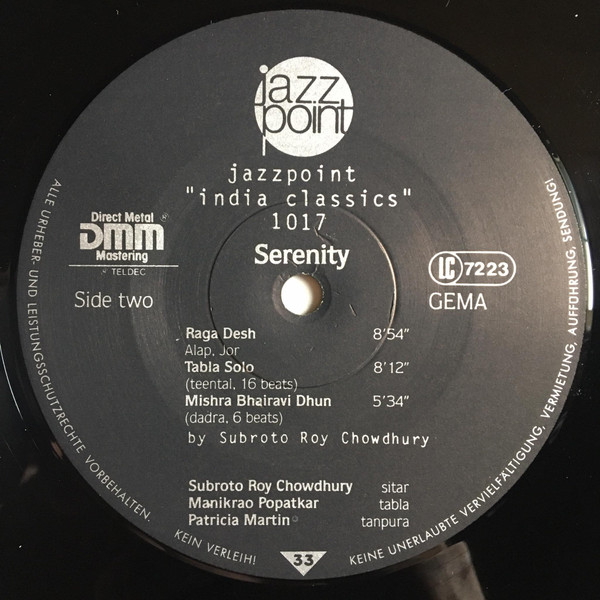 jazz
point
jazzpoint
"india classics"
1017
Serenity
Direct Metal
DMM
Mastering
® TELDEC
LC 7223
Side two
GEMA
Raga Desh 8'54"
Alap, Jor
Tabla Solo 8'12"
(teental, 16 beats)
Mishra Bhairavi Dhun 5'34"
(dadra, 6 beats)
by Subroto Roy Chowdhury
Subroto Roy Chowdhury sitar
Manikrao Popatkar tabla
Patricia Martin tanpura
33
ALLE URHEBER- UND LEISTUNGSSCHUTZRECHTE VORBEHALTEN.
KEIN VERLEIH!
KEINE UNERLAUBTE VERVIELFÄLTIGUNG, VERMIETUNG, AUFFÜHRUNG, SENDUNG!